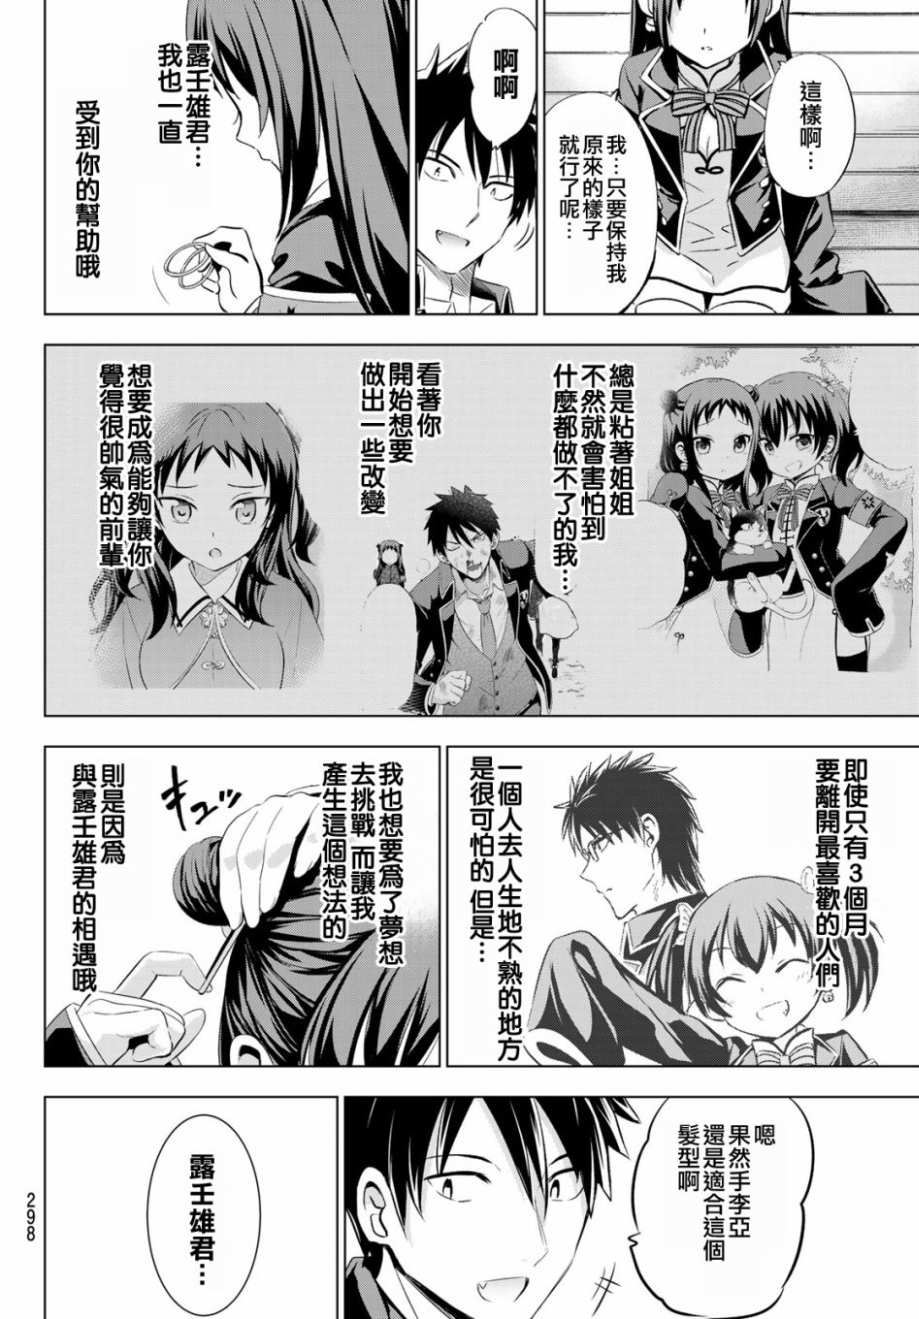 這樣啊…
我…只要保持我
原來的樣子
就行了呢…
啊啊
露壬雄君…
我也一直
受到你的幫助哦
總是粘著姐姐
不然就會害怕到
什麼都做不了的我…
看著你
開始想要
做出一些改變
想要成為能夠讓你
覺得很帥氣的前輩
即使只有3個月
要離開最喜歡的人們
一個人去人生地不熟的地方
是很可怕的 但是…
我也想要為了夢想
去挑戰 而讓我
產生這個想法的
キュッ
則是因為
與露壬雄君的相遇哦
嗯
果然手李亞
還是適合這個
髮型啊
露壬雄君…
298